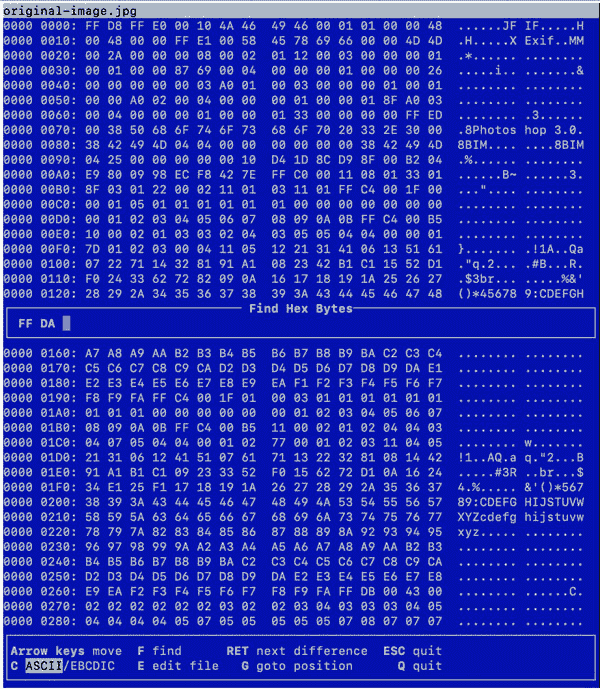 original-image.jpg
0000 0000: FF D8 FF E0 00 10 4A 46 49 46 00 01 01 00 00 48 ......JF IF.....H
0000 0010: 00 48 00 00 FF E1 00 58 45 78 69 66 00 00 4D 4D .H.....X Exif..MM
0000 0020: 00 2A 00 00 00 08 00 02 01 12 00 03 00 00 00 01 .*...... ........
0000 0030: 00 01 00 00 87 69 00 04 00 00 00 01 00 00 00 26 .....i.. .......&
0000 0040: 00 00 00 00 00 03 A0 01 00 03 00 00 00 01 00 01 ........ ........
0000 0050: 00 00 A0 02 00 04 00 00 00 01 00 00 01 8F A0 03 ........ ........
0000 0060: 00 04 00 00 00 01 00 00 01 33 00 00 00 00 FF ED ........ .3......
0000 0070: 00 38 50 68 6F 74 6F 73 68 6F 70 20 33 2E 30 00 .8Photos hop 3.0.
0000 0080: 38 42 49 4D 04 04 00 00 00 00 00 00 38 42 49 4D 8BIM.... ....8BIM
0000 0090: 04 25 00 00 00 00 00 10 D4 1D 8C D9 8F 00 B2 04 .%...... ........
0000 00A0: E9 80 09 98 EC F8 42 7E FF C0 00 11 08 01 33 01 ......B~ ......3.
0000 00B0: 8F 03 01 22 00 02 11 01 03 11 01 FF C4 00 1F 00 ...".... ........
0000 00C0: 00 01 05 01 01 01 01 01 01 00 00 00 00 00 00 00 ........ ........
0000 00D0: 00 01 02 03 04 05 06 07 08 09 0A 0B FF C4 00 B5 ........ ........
0000 00E0: 10 00 02 01 03 03 02 04 03 05 05 04 04 00 00 01 ........ ........
0000 00F0: 7D 01 02 03 00 04 11 05 12 21 31 41 06 13 51 61 }....... .!1A..Qa
0000 0100: 07 22 71 14 32 81 91 A1 08 23 42 B1 C1 15 52 D1 ."q.2... .#B...R.
0000 0110: F0 24 33 62 72 82 09 0A 16 17 18 19 1A 25 26 27 .$3br... .....%&'
0000 0120: 28 29 2A 34 35 36 37 38 39 3A 43 44 45 46 47 48 ()*45678 9:CDEFGH
Find Hex Bytes
FF DA
0000 0160: A7 A8 A9 AA B2 B3 B4 B5 B6 B7 B8 B9 BA C2 C3 C4 ........ ........
0000 0170: C5 C6 C7 C8 C9 CA D2 D3 D4 D5 D6 D7 D8 D9 DA E1 ........ ........
0000 0180: E2 E3 E4 E5 E6 E7 E8 E9 EA F1 F2 F3 F4 F5 F6 F7 ........ ........
0000 0190: F8 F9 FA FF C4 00 1F 01 00 03 01 01 01 01 01 01 ........ ........
0000 01A0: 01 01 01 00 00 00 00 00 00 01 02 03 04 05 06 07 ........ ........
0000 01B0: 08 09 0A 0B FF C4 00 B5 11 00 02 01 02 04 04 03 ........ ........
0000 01C0: 04 07 05 04 04 00 01 02 77 00 01 02 03 11 04 05 ........ w.......
0000 01D0: 21 31 06 12 41 51 07 61 71 13 22 32 81 08 14 42 !1..AQ.a q."2...B
0000 01E0: 91 A1 B1 C1 09 23 33 52 F0 15 62 72 D1 0A 16 24 .....#3R ..br...$
0000 01F0: 34 E1 25 F1 17 18 19 1A 26 27 28 29 2A 35 36 37 4.%..... &'()*567
0000 0200: 38 39 3A 43 44 45 46 47 48 49 4A 53 54 55 56 57 89:CDEFG HIJSTUVW
0000 0210: 58 59 5A 63 64 65 66 67 68 69 6A 73 74 75 76 77 XYZcdefg hijstuvw
0000 0220: 78 79 7A 82 83 84 85 86 87 88 89 8A 92 93 94 95 xyz..... ........
0000 0230: 96 97 98 99 9A A2 A3 A4 A5 A6 A7 A8 A9 AA B2 B3 ........ ........
0000 0240: B4 B5 B6 B7 B8 B9 BA C2 C3 C4 C5 C6 C7 C8 C9 CA ........ ........
0000 0250: D2 D3 D4 D5 D6 D7 D8 D9 DA E2 E3 E4 E5 E6 E7 E8 ........ ........
0000 0260: E9 EA F2 F3 F4 F5 F6 F7 F8 F9 FA FF DB 00 43 00 ........ ......C.
0000 0270: 02 02 02 02 02 02 03 02 02 03 04 03 03 03 04 05 ........ ........
0000 0280: 04 04 04 04 05 07 05 05 05 05 05 07 08 07 07 07 ........ ........
Arrow keys move F find RET next difference ESC quit
C ASCII/EBCDIC E edit file G goto position Q quit